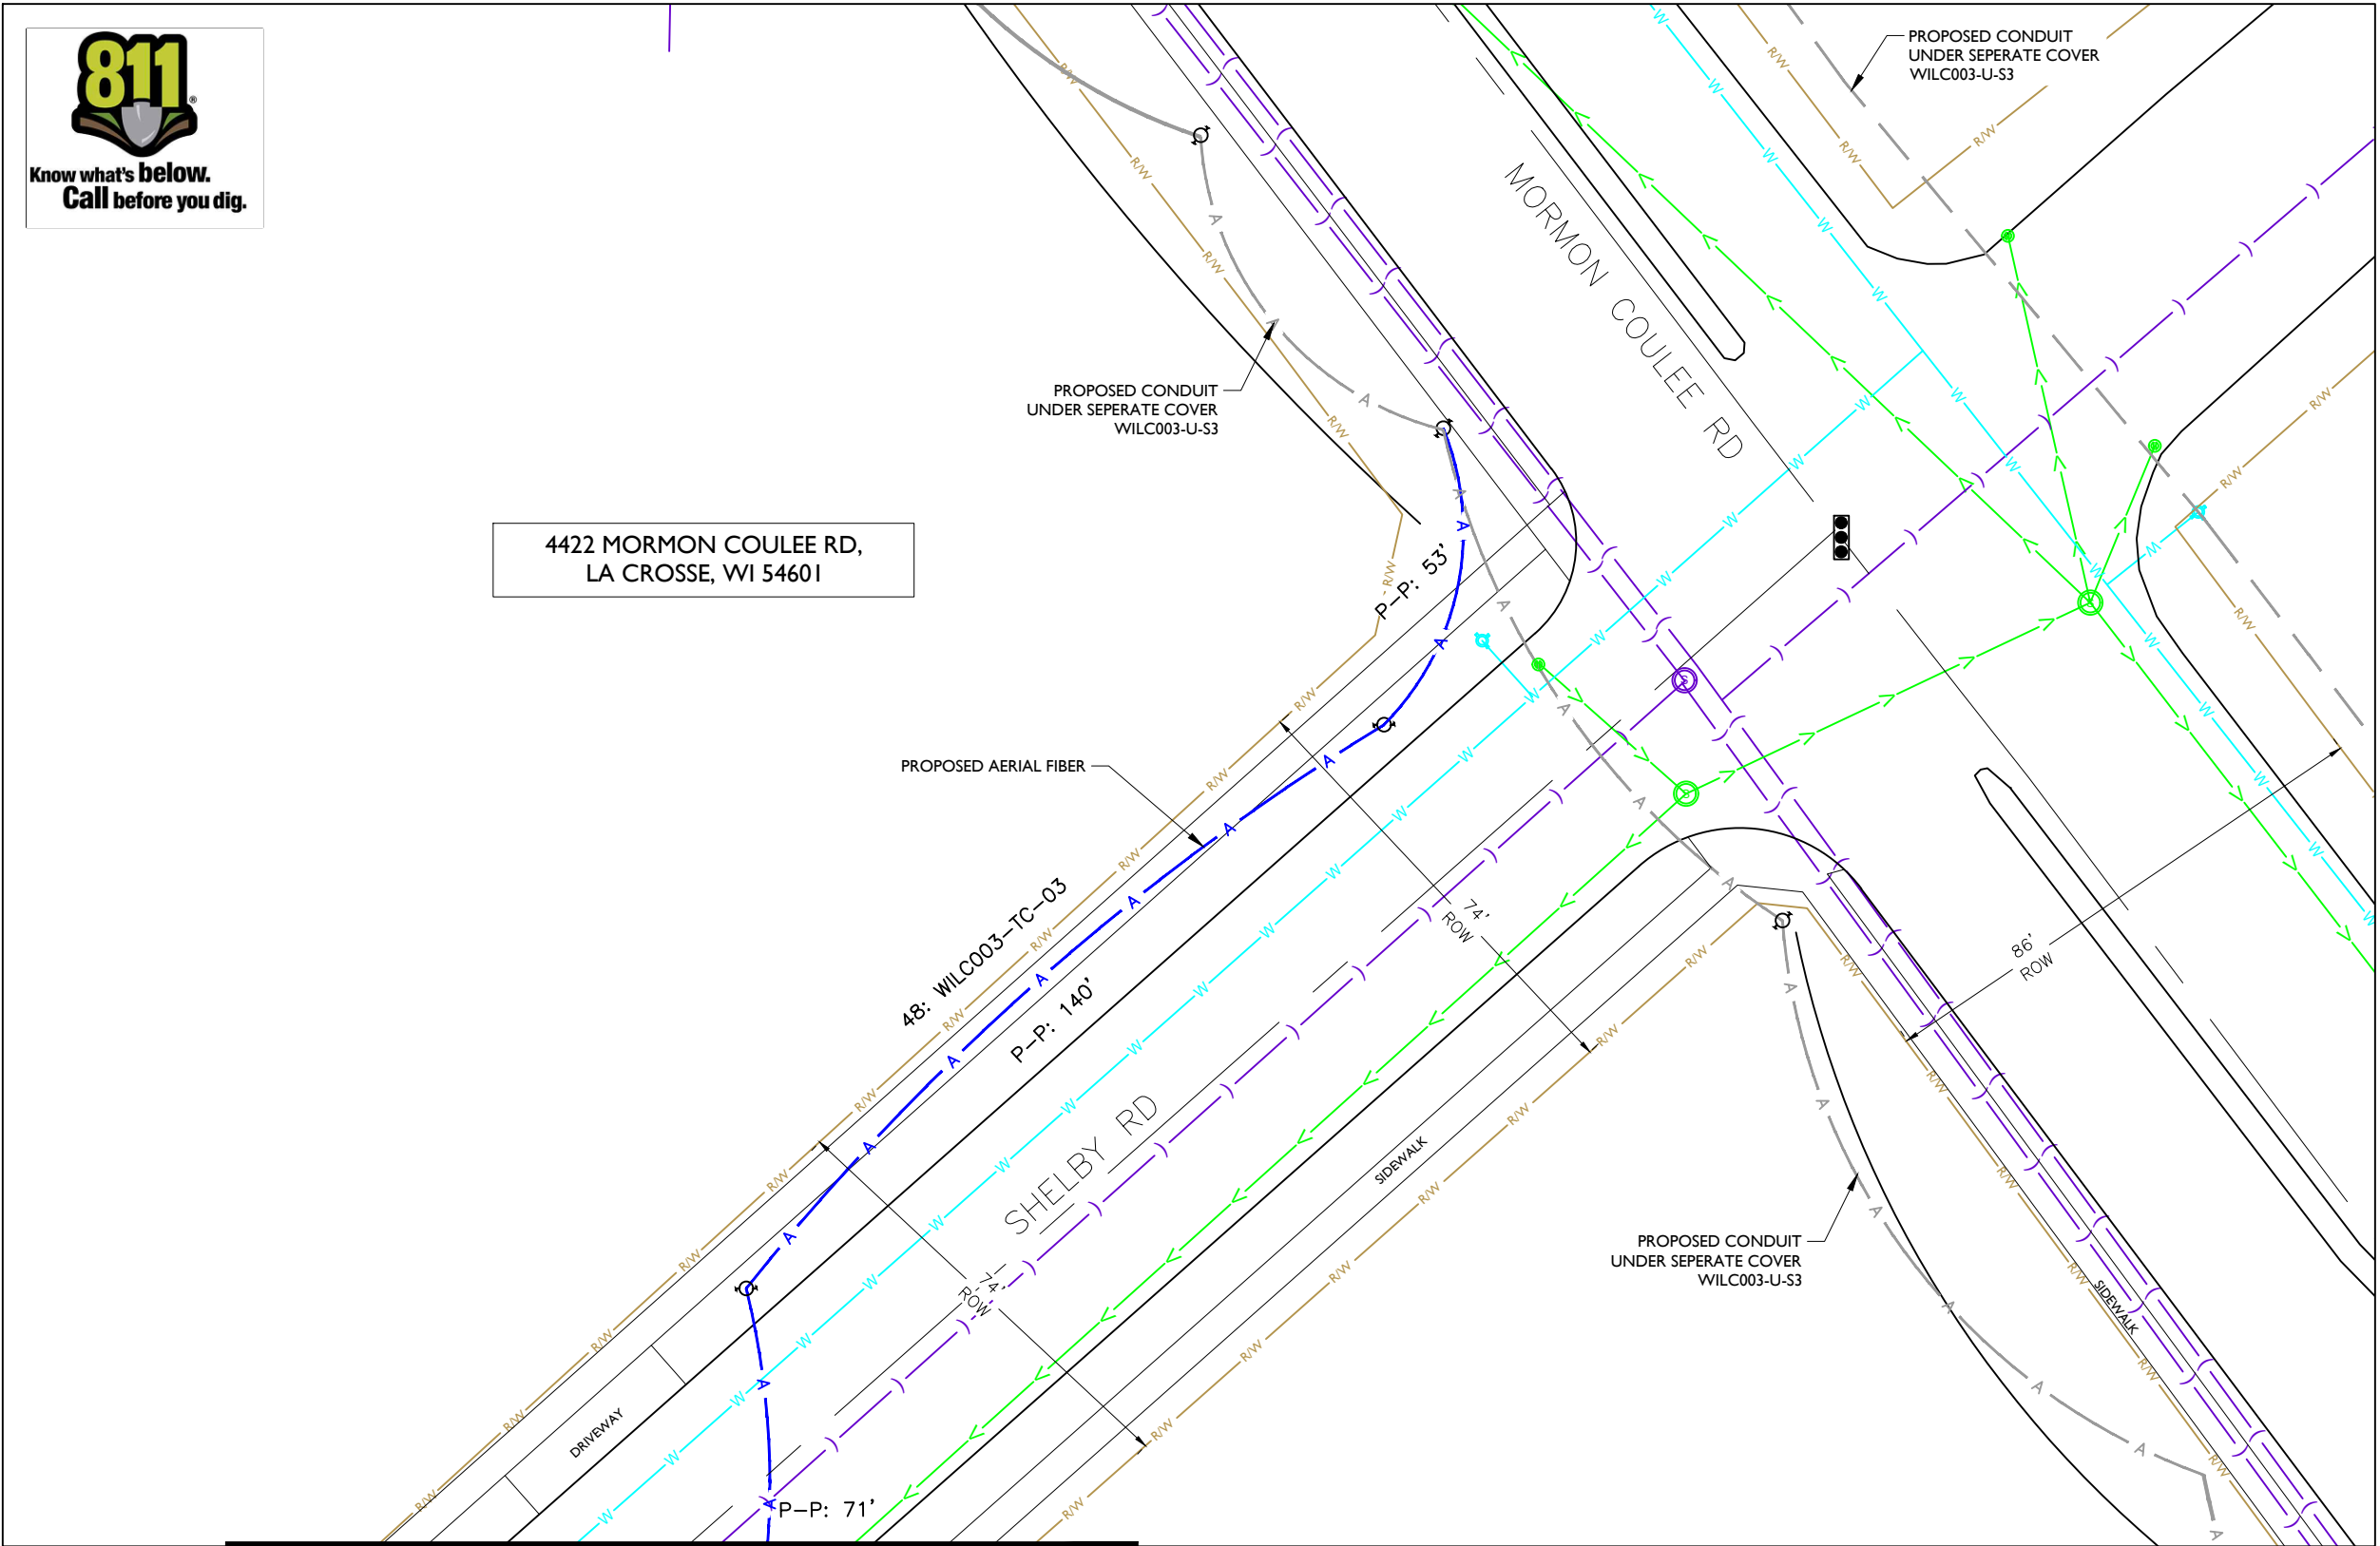 811®
Know what's below.
Call before you dig.
PROPOSED CONDUIT
UNDER SEPERATE COVER
WILC003-U-S3
MORMON COULEE RD
PROPOSED CONDUIT
UNDER SEPERATE COVER
WILC003-U-S3
4422 MORMON COULEE RD,
LA CROSSE, WI 54601
P-P: 53'
PROPOSED AERIAL FIBER
48: WILC003-TC-03
P-P: 140'
74'
ROW
86'
ROW
SHELBY RD
SIDEWALK
PROPOSED CONDUIT
UNDER SEPERATE COVER
WILC003-U-S3
74'
ROW
SIDEWALK
DRIVEWAY
P-P: 71'
R/W
W
A
S